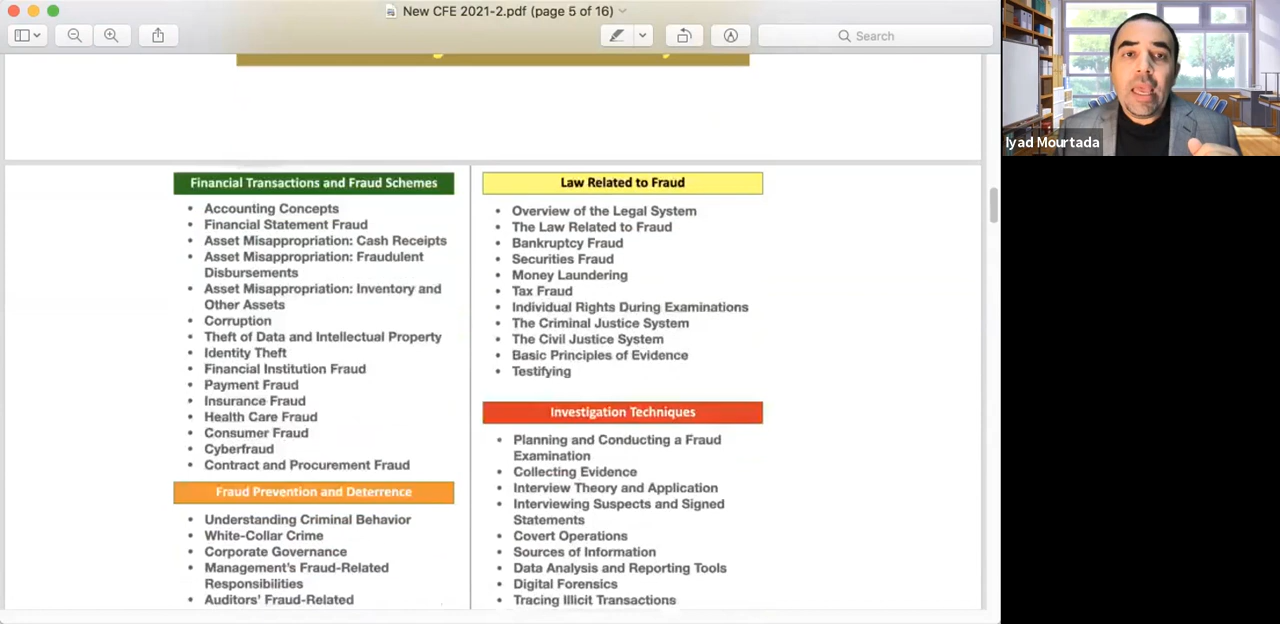 New CFE 2021-2.pdf (page 5 of 16)
Search
Iyad Mourtada
Financial Transactions and Fraud Schemes
• Accounting Concepts
• Financial Statement Fraud
• Asset Misappropriation: Cash Receipts
• Asset Misappropriation: Fraudulent
Disbursements
• Asset Misappropriation: Inventory and
Other Assets
• Corruption
• Theft of Data and Intellectual Property
• Identity Theft
• Financial Institution Fraud
• Payment Fraud
• Insurance Fraud
• Health Care Fraud
• Consumer Fraud
• Cyberfraud
• Contract and Procurement Fraud
Fraud Prevention and Deterrence
• Understanding Criminal Behavior
• White-Collar Crime
• Corporate Governance
• Management's Fraud-Related
Responsibilities
• Auditors' Fraud-Related
Law Related to Fraud
• Overview of the Legal System
• The Law Related to Fraud
• Bankruptcy Fraud
• Securities Fraud
• Money Laundering
• Tax Fraud
• Individual Rights During Examinations
• The Criminal Justice System
• The Civil Justice System
• Basic Principles of Evidence
• Testifying
Investigation Techniques
• Planning and Conducting a Fraud
Examination
• Collecting Evidence
• Interview Theory and Application
• Interviewing Suspects and Signed
Statements
• Covert Operations
• Sources of Information
• Data Analysis and Reporting Tools
• Digital Forensics
• Tracing Illicit Transactions